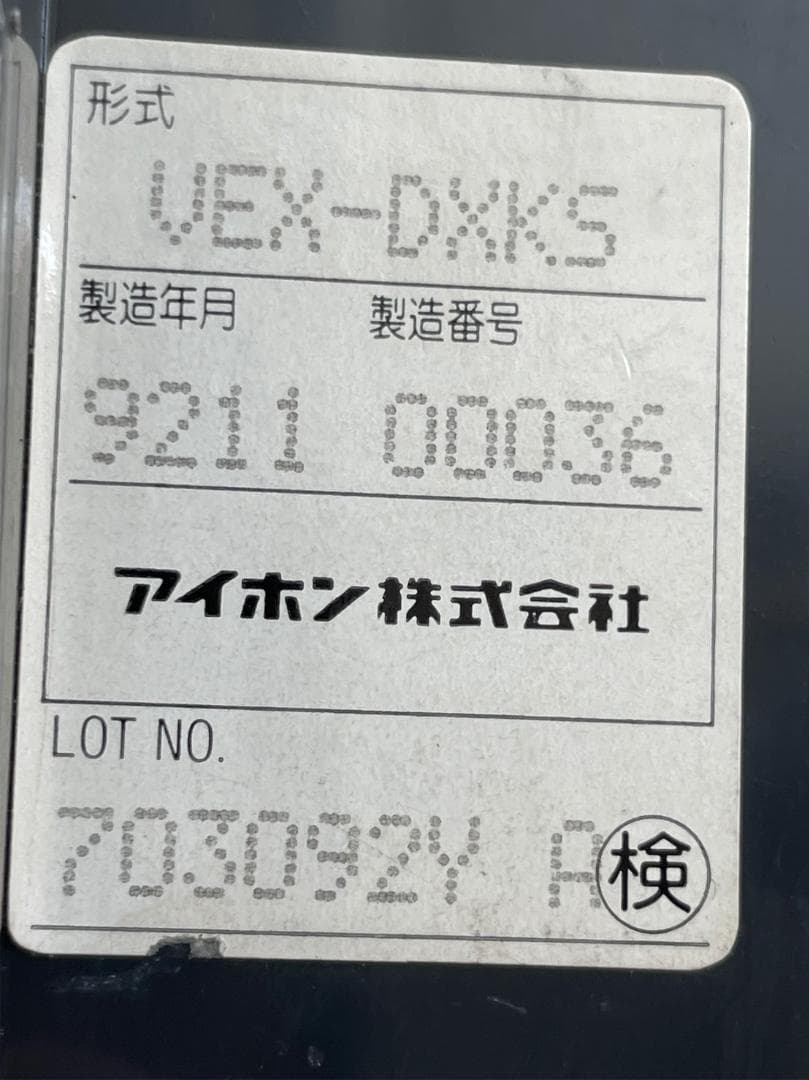 形式
VEX-DXKS
製造年月 製造番号
9211 00036
アイホン株式会社
LOT NO.
703092Y A
検